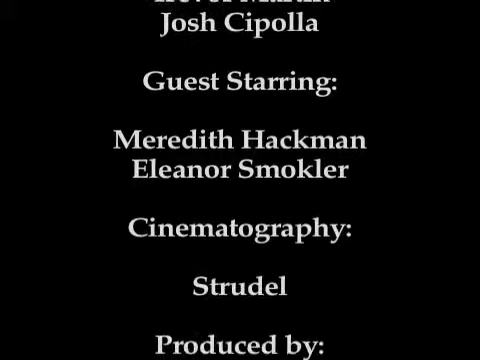 Josh Cipolla
Guest Starring:
Meredith Hackman
Eleanor Smokler
Cinematography:
Strudel
Produced by: